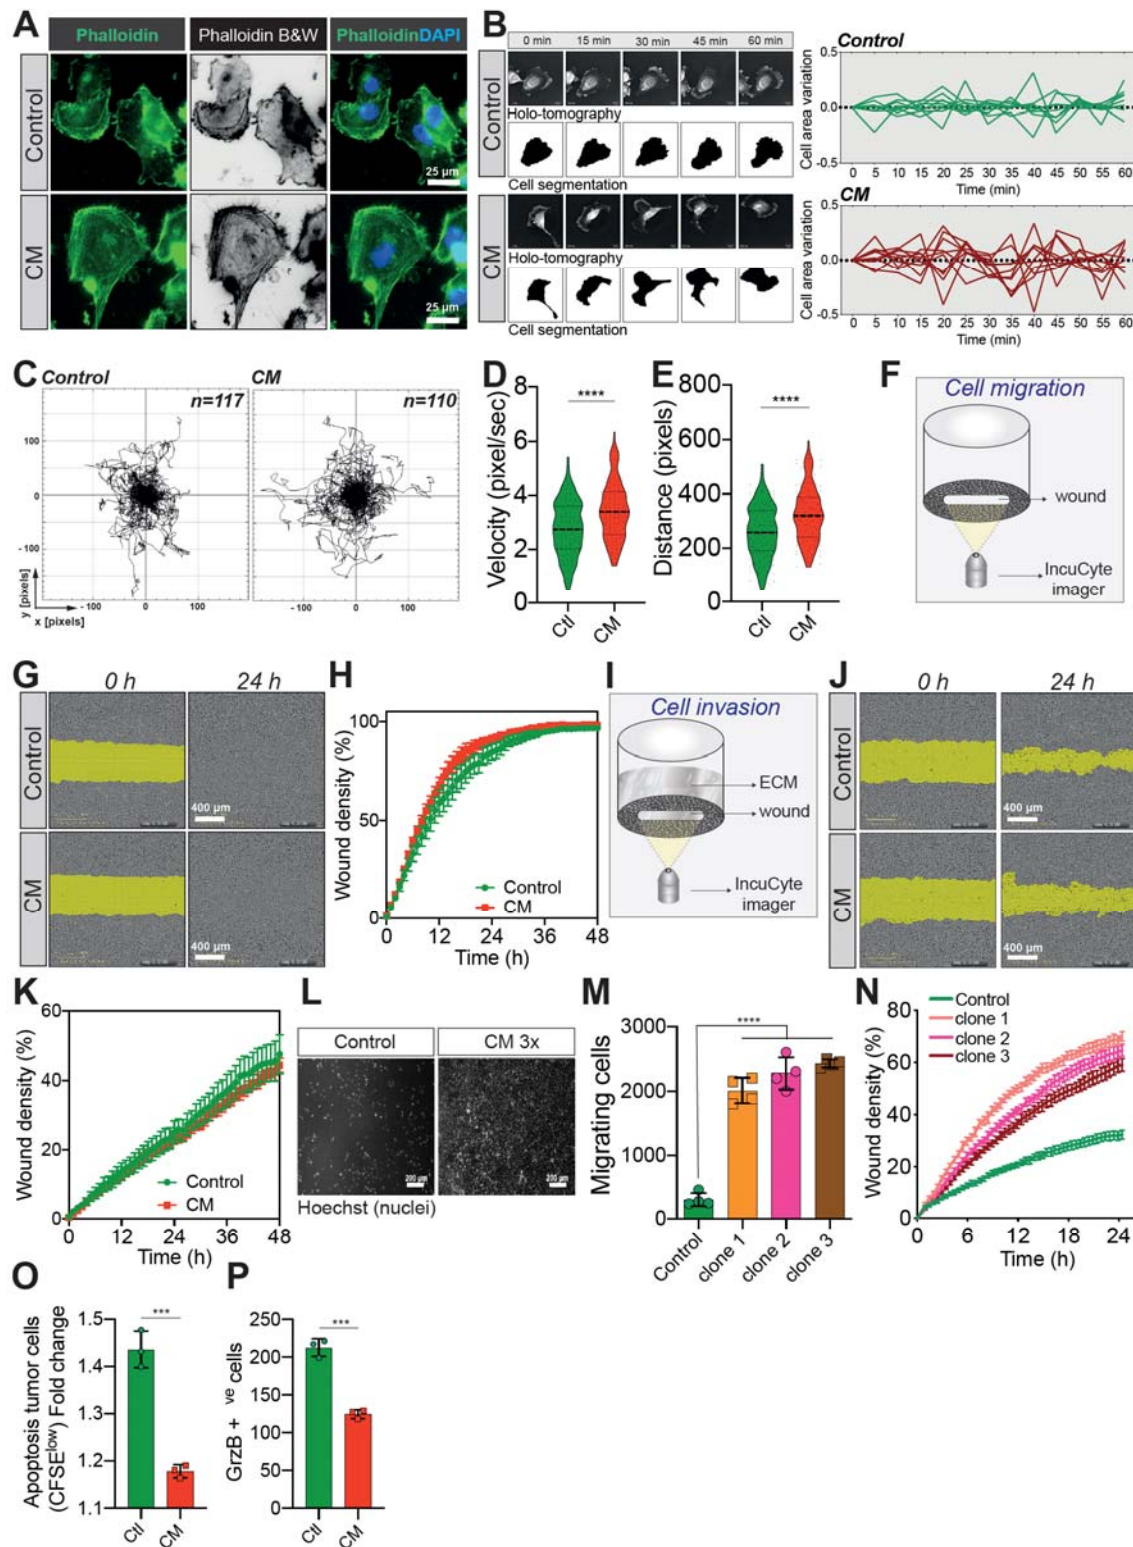 A
Phalloidin
Phalloidin B&W
PhalloidinDAPI
Control
25 µm
CM
25 µm
B
0 min
15 min
30 min
45 min
60 min
Control
Holo-tomography
Cell segmentation
CM
Holo-tomography
Cell segmentation
Control
Cell area variation
0.5
0.0
-0.5
0 5 10 15 20 25 30 35 40 45 50 55 60
Time (min)
CM
Cell area variation
0.5
0.0
-0.5
0 5 10 15 20 25 30 35 40 45 50 55 60
Time (min)
C
Control
n=117
CM
n=110
100
0
- 100
y [pixels]
x [pixels]
- 100 0 100
- 100 0 100
D
Velocity (pixel/sec)
8
6
4
2
0
****
Ctl
CM
E
Distance (pixels)
800
600
400
200
0
****
Ctl
CM
F
Cell migration
wound
IncuCyte
imager
G
0 h
24 h
Control
400 µm
CM
400 µm
H
Wound density (%)
100
50
0
Control
CM
0 12 24 36 48
Time (h)
I
Cell invasion
ECM
wound
IncuCyte
imager
J
0 h
24 h
Control
400 µm
CM
400 µm
K
Wound density (%)
60
40
20
0
Control
CM
0 12 24 36 48
Time (h)
L
Control
CM 3x
200 µm
200 µm
Hoechst (nuclei)
M
Migrating cells
3000
2000
1000
0
****
Control
clone 1
clone 2
clone 3
N
Wound density (%)
80
60
40
20
0
Control
clone 1
clone 2
clone 3
0 6 12 18 24
Time (h)
O
Apoptosis tumor cells
(CFSElow) Fold change
1.5
1.4
1.3
1.2
1.1
***
Ctl
CM
P
GrzB + ve cells
250
200
150
100
50
0
***
Ctl
CM